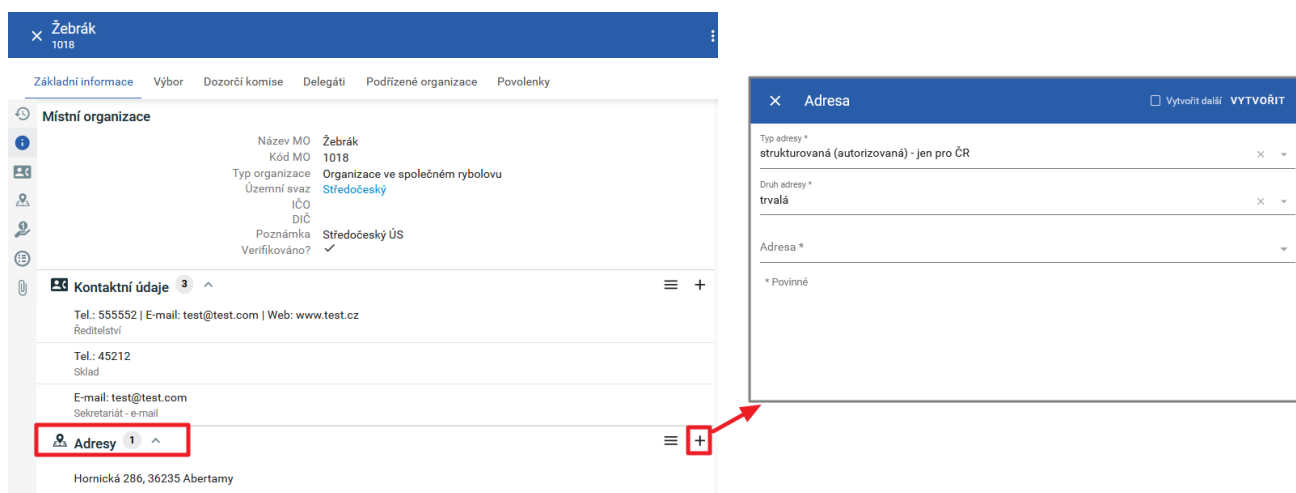 Žebrák
1018
Základní informace Výbor Dozorčí komise Delegáti Podřízené organizace Povolenky
Místní organizace
Název MO Žebrák
Kód MO 1018
Typ organizace Organizace ve společném rybolovu
Územní svaz Středočeský
IČO
DIČ
Poznámka Středočeský ÚS
Verifikováno? ✓
Kontaktní údaje 3
Tel.: 555552 | E-mail: test@test.com | Web: www.test.cz
Ředitelství
Tel.: 45212
Sklad
E-mail: test@test.com
Sekretariát - e-mail
Adresy 1
Hornická 286, 36235 Abertamy
Adresa Vytvořit další VYTVOŘIT
Typ adresy *
strukturovaná (autorizovaná) - jen pro ČR
Druh adresy *
trvalá
Adresa *
* Povinné